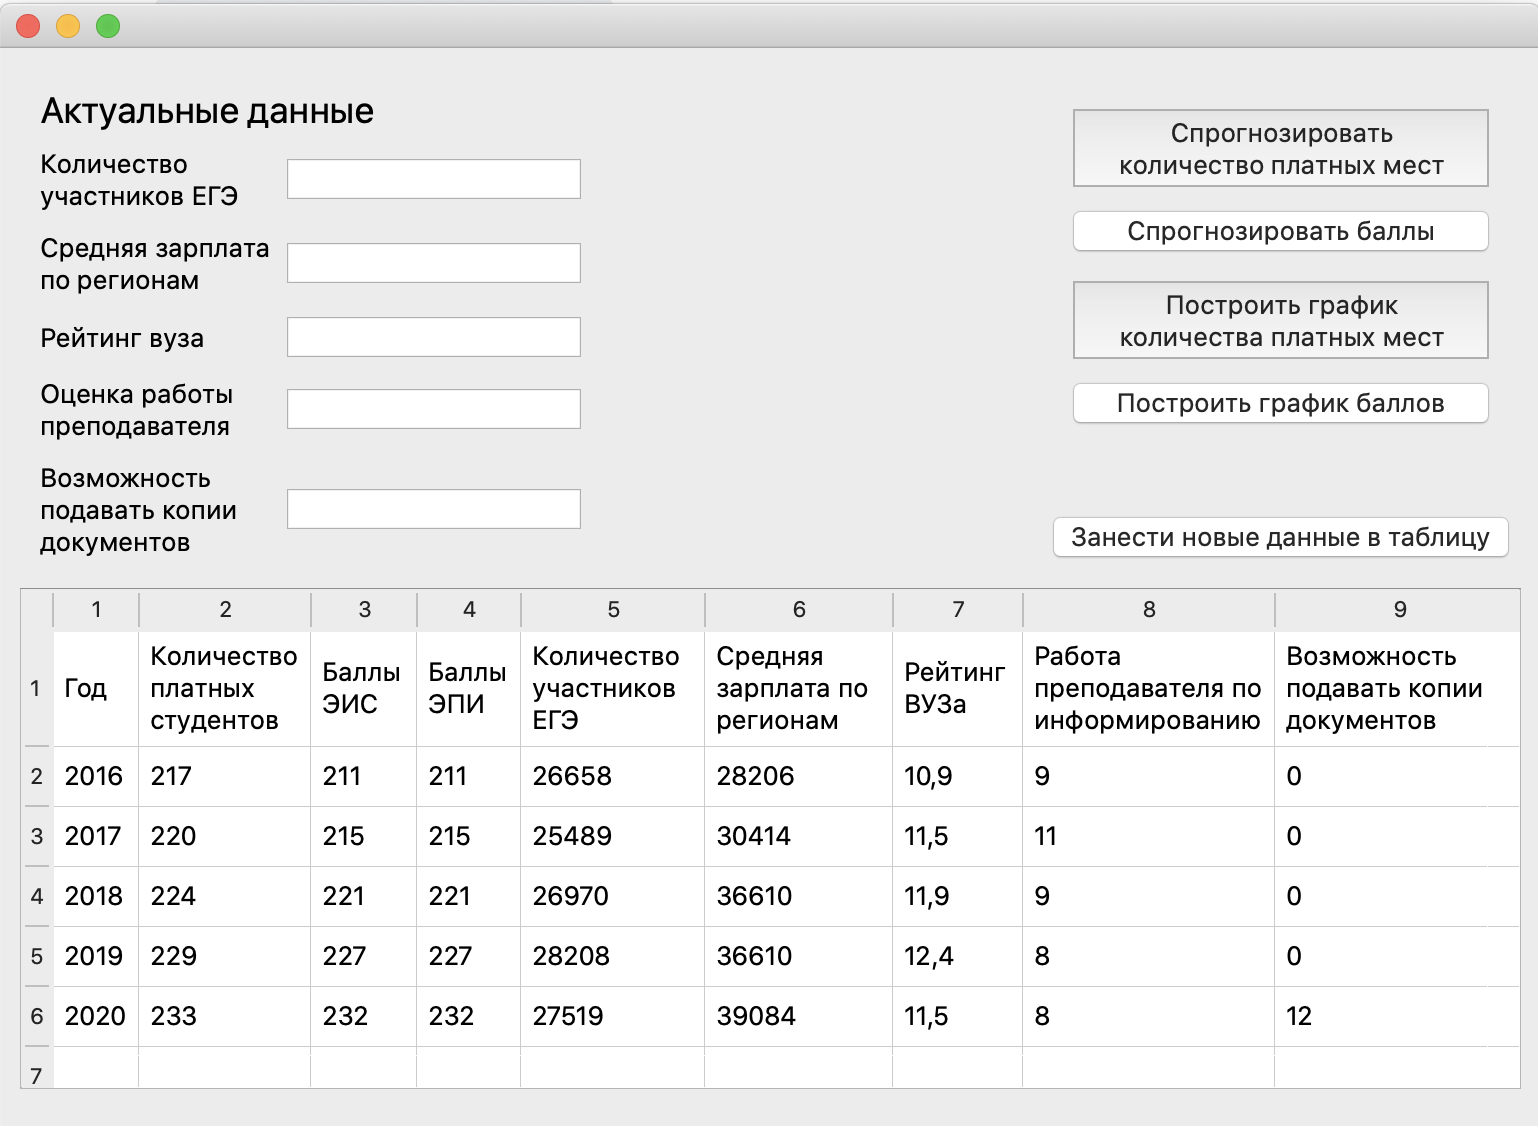 Актуальные данные
Количество
участников ЕГЭ
Средняя зарплата
по регионам
Рейтинг вуза
Оценка работы
преподавателя
Возможность
подавать копии
документов
Спрогнозировать
количество платных мест
Спрогнозировать баллы
Построить график
количества платных мест
Построить график баллов
Занести новые данные в таблицу
1 2 3 4 5 6 7 8 9
1
Год
Количество
платных
студентов
Баллы
ЭИС
Баллы
ЭПИ
Количество
участников
ЕГЭ
Средняя
зарплата по
регионам
Рейтинг
ВУЗа
Работа
преподавателя по
информированию
Возможность
подавать копии
документов
2 2016 217 211 211 26658 28206 10,9 9 0
3 2017 220 215 215 25489 30414 11,5 11 0
4 2018 224 221 221 26970 36610 11,9 9 0
5 2019 229 227 227 28208 36610 12,4 8 0
6 2020 233 232 232 27519 39084 11,5 8 12
7